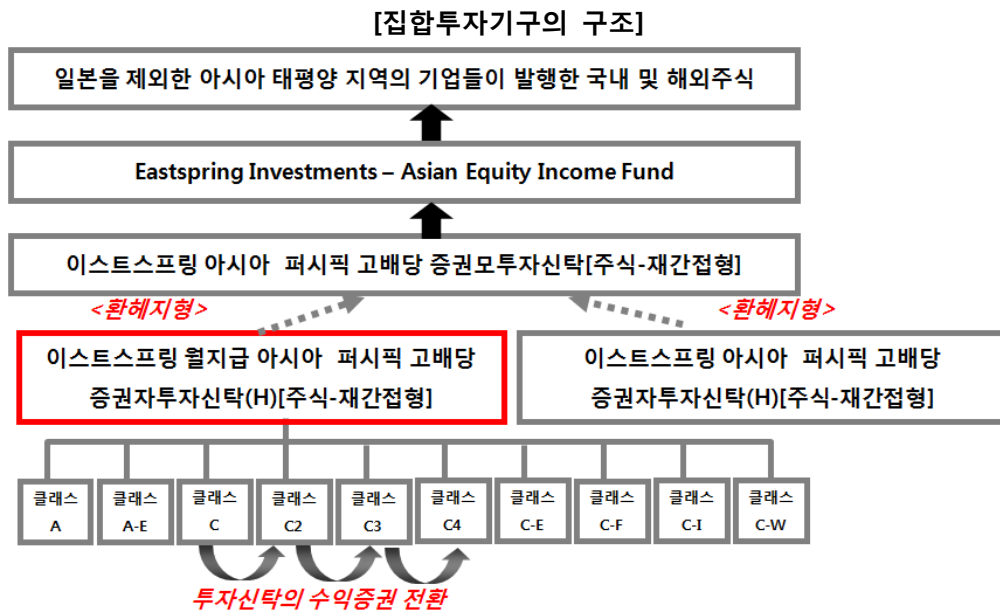 [집합투자기구의 구조]
일본을 제외한 아시아 태평양 지역의 기업들이 발행한 국내 및 해외주식
Eastspring Investments – Asian Equity Income Fund
이스트스프링 아시아 퍼시픽 고배당 증권모투자신탁[주식-재간접형]
<환헤지형>
<환헤지형>
이스트스프링 월지급 아시아 퍼시픽 고배당
증권자투자신탁(H)[주식-재간접형]
이스트스프링 아시아 퍼시픽 고배당
증권자투자신탁(H)[주식-재간접형]
클래스
A
클래스
A-E
클래스
C
클래스
C2
클래스
C3
클래스
C4
클래스
C-E
클래스
C-F
클래스
C-I
클래스
C-W
투자신탁의 수익증권 전환